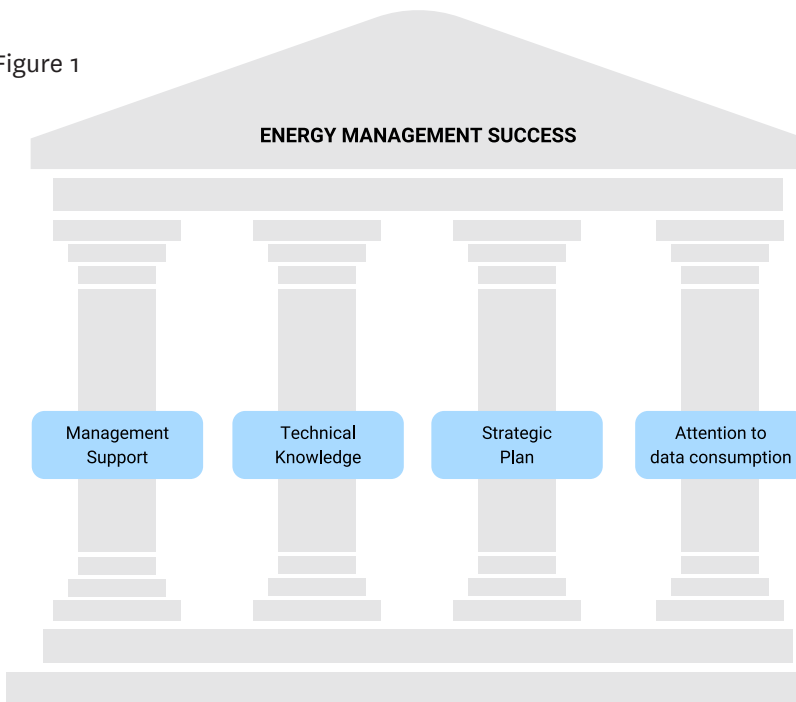 Figure 1
ENERGY MANAGEMENT SUCCESS
Management
Support
Technical
Knowledge
Strategic
Plan
Attention to
data consumption